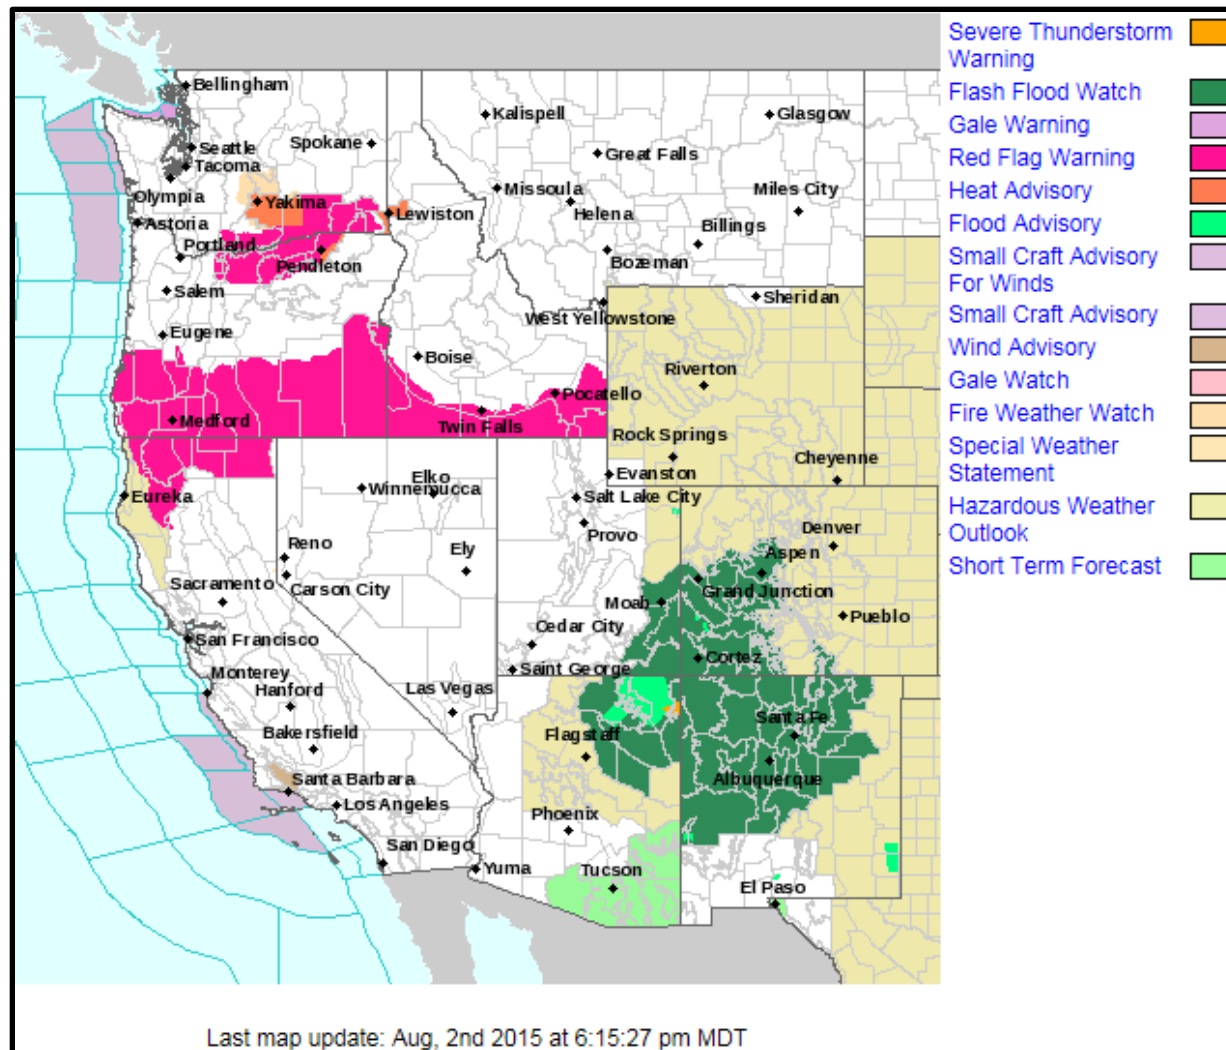 Bellingham
Kalispell
Glasgow
Spokane
Seattle
Great Falls
Tacoma
Missoula
Miles City
Olympia
Yakima
Lewiston
Helena
Astoria
Billings
Portland
Pendleton
Bozeman
Salem
Sheridan
West Yellowstone
Eugene
Boise
Riverton
Pocatello
Medford
Twin Falls
Rock Springs
Cheyenne
Elko
Evanston
Eureka
Winnemucca
Salt Lake City
Denver
Provo
Reno
Ely
Aspen
Sacramento
Carson City
Grand Junction
Moab
Pueblo
Cedar City
San Francisco
Cortez
Saint George
Monterey
Hanford
Las Vegas
Santa Fe
Bakersfield
Flagstaff
Albuquerque
Santa Barbara
Los Angeles
Phoenix
San Diego
Yuma
Tucson
El Paso
Severe Thunderstorm
Warning
Flash Flood Watch
Gale Warning
Red Flag Warning
Heat Advisory
Flood Advisory
Small Craft Advisory
For Winds
Small Craft Advisory
Wind Advisory
Gale Watch
Fire Weather Watch
Special Weather
Statement
Hazardous Weather
Outlook
Short Term Forecast
Last map update: Aug, 2nd 2015 at 6:15:27 pm MDT